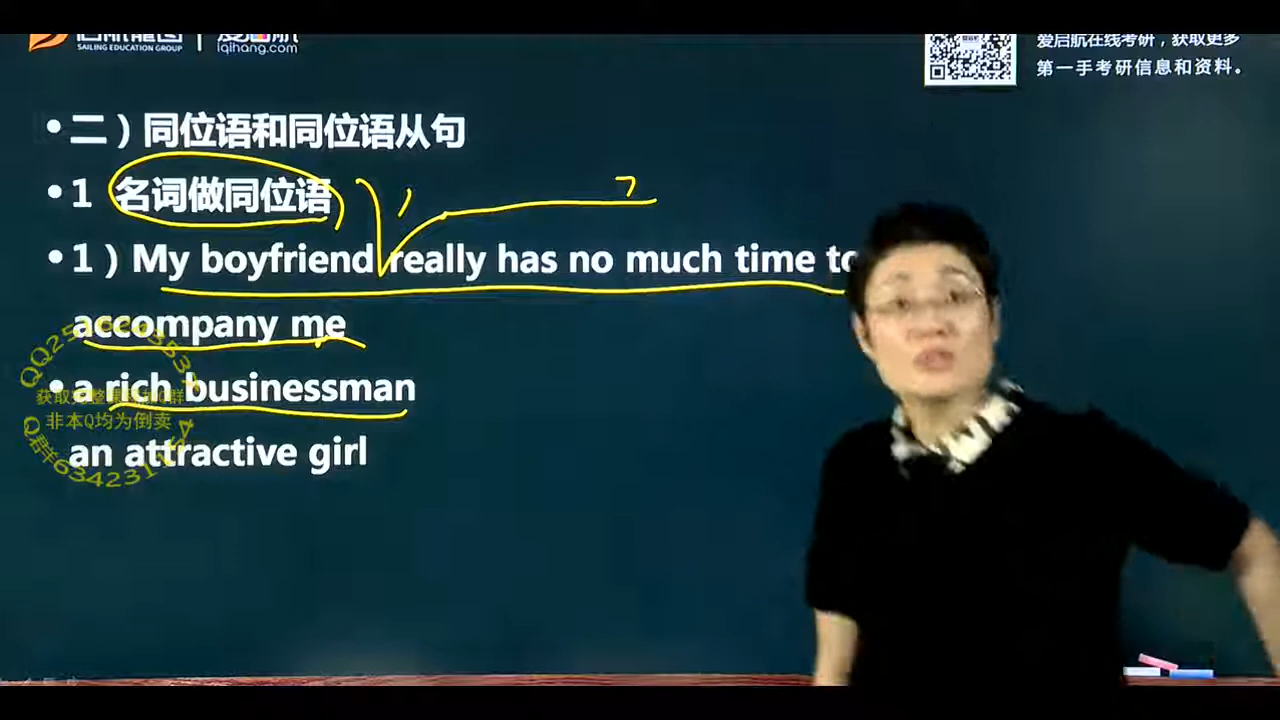 SAILING EDUCATION GROUP
iqihang.com
爱启航在线考研，获取更多
第一手考研信息和资料。
• 二）同位语和同位语从句
• 1 名词做同位语
• 1）My boyfriend really has no much time to
accompany me
• a rich businessman
an attractive girl
非本Q均为倒卖